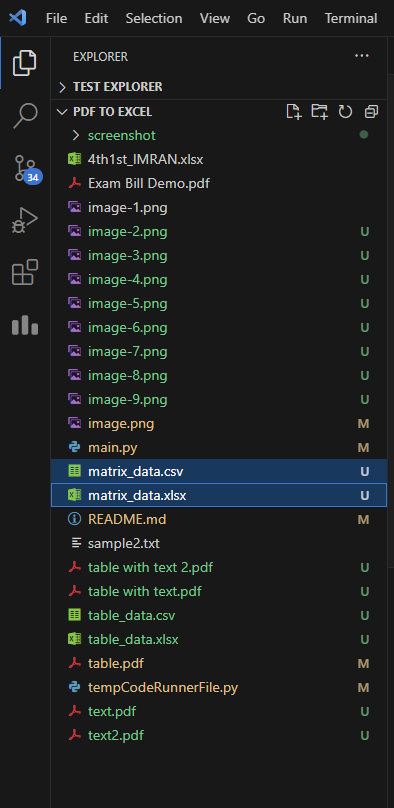 File Edit Selection View Go Run Terminal
EXPLORER
TEST EXPLORER
PDF TO EXCEL
screenshot
4th1st_IMRAN.xlsx
Exam Bill Demo.pdf
image-1.png
image-2.png U
image-3.png U
image-4.png U
image-5.png U
image-6.png U
image-7.png U
image-8.png U
image-9.png U
image.png M
main.py M
matrix_data.csv U
matrix_data.xlsx U
README.md M
sample2.txt
table with text 2.pdf U
table with text.pdf U
table_data.csv U
table_data.xlsx U
table.pdf M
tempCodeRunnerFile.py M
text.pdf U
text2.pdf U
34